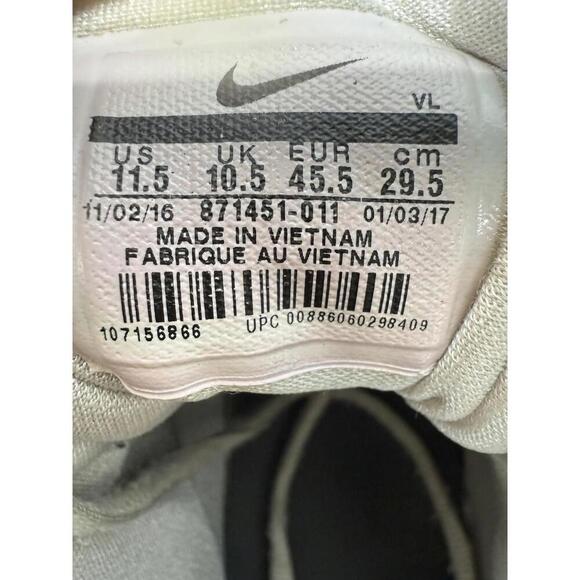 VL
US UK EUR cm
11.5 10.5 45.5 29.5
11/02/16 871451-011 01/03/17
MADE IN VIETNAM
FABRIQUE AU VIETNAM
107156866 UPC 00886060298409